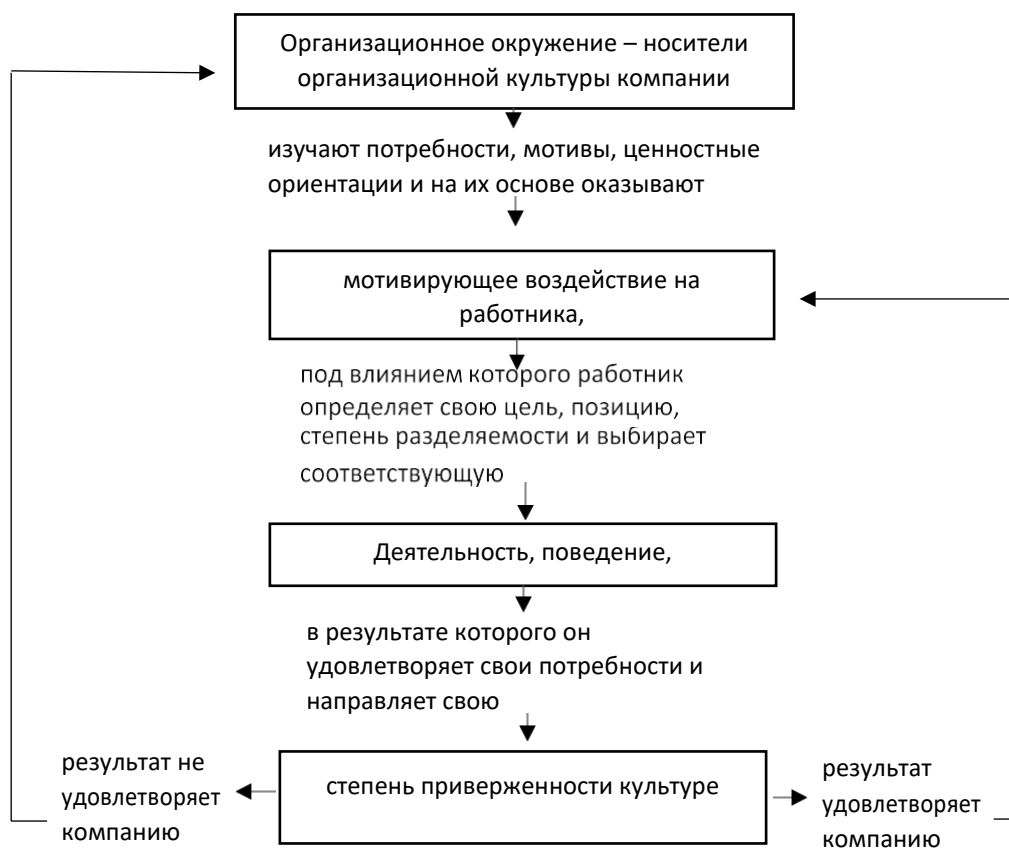 Организационное окружение – носители
организационной культуры компании
изучают потребности, мотивы, ценностные
ориентации и на их основе оказывают
мотивирующее воздействие на
работника,
под влиянием которого работник
определяет свою цель, позицию,
степень разделяемости и выбирает
соответствующую
Деятельность, поведение,
в результате которого он
удовлетворяет свои потребности и
направляет свою
степень приверженности культуре
результат не
удовлетворяет
компанию
результат
удовлетворяет
компанию